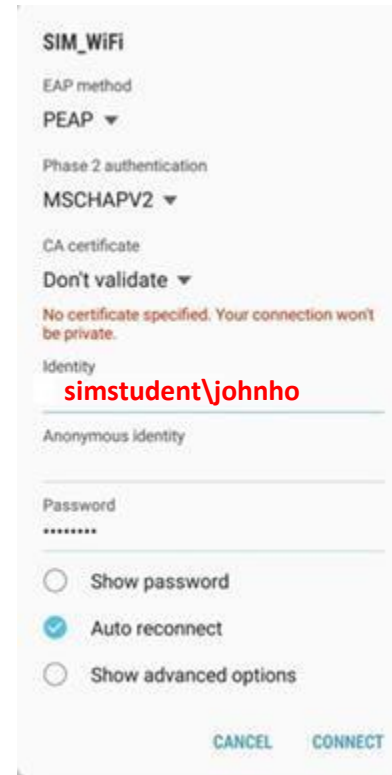 SIM_WiFi
EAP method
PEAP
Phase 2 authentication
MSCHAPV2
CA certificate
Don't validate
No certificate specified. Your connection won't
be private.
Identity
simstudent\johnho
Anonymous identity
Password
••••••••
Show password
Auto reconnect
Show advanced options
CANCEL CONNECT